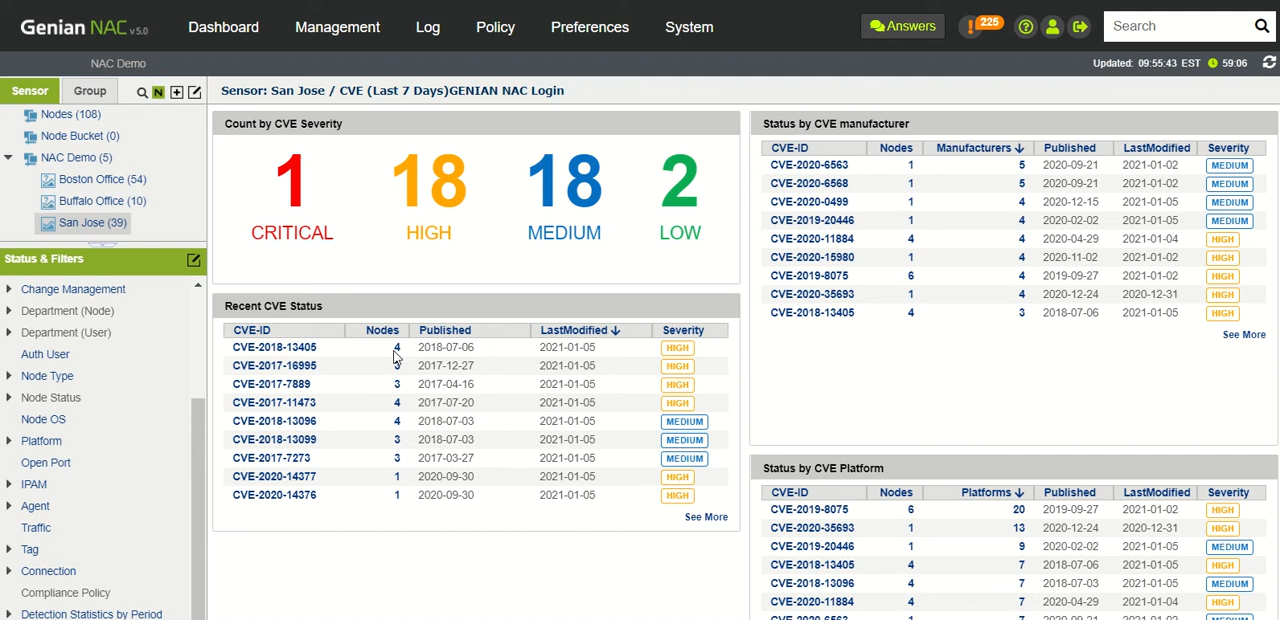 Genian NAC v5.0 Dashboard Management Log Policy Preferences System Answers 225 Search
NAC Demo Updated: 09:55:43 EST 59:06
Sensor Group N Sensor: San Jose / CVE (Last 7 Days)GENIAN NAC Login
Nodes (108)
Node Bucket (0)
NAC Demo (5)
Boston Office (54)
Buffalo Office (10)
San Jose (39)
Status & Filters
Change Management
Department (Node)
Department (User)
Auth User
Node Type
Node Status
Node OS
Platform
Open Port
IPAM
Agent
Traffic
Tag
Connection
Compliance Policy
Detection Statistics by Period
Count by CVE Severity
1 18 18 2
CRITICAL HIGH MEDIUM LOW
Recent CVE Status
CVE-ID Nodes Published LastModified Severity
CVE-2018-13405 4 2018-07-06 2021-01-05 HIGH
CVE-2017-16995 3 2017-12-27 2021-01-05 HIGH
CVE-2017-7889 3 2017-04-16 2021-01-05 HIGH
CVE-2017-11473 4 2017-07-20 2021-01-05 HIGH
CVE-2018-13096 4 2018-07-03 2021-01-05 MEDIUM
CVE-2018-13099 3 2018-07-03 2021-01-05 MEDIUM
CVE-2017-7273 3 2017-03-27 2021-01-05 MEDIUM
CVE-2020-14377 1 2020-09-30 2021-01-05 HIGH
CVE-2020-14376 1 2020-09-30 2021-01-05 HIGH
See More
Status by CVE manufacturer
CVE-ID Nodes Manufacturers Published LastModified Severity
CVE-2020-6563 1 5 2020-09-21 2021-01-02 MEDIUM
CVE-2020-6568 1 5 2020-09-21 2021-01-02 MEDIUM
CVE-2020-0499 1 4 2020-12-15 2021-01-05 MEDIUM
CVE-2019-20446 1 4 2020-02-02 2021-01-05 MEDIUM
CVE-2020-11884 4 4 2020-04-29 2021-01-04 HIGH
CVE-2020-15980 1 4 2020-11-02 2021-01-02 HIGH
CVE-2019-8075 6 4 2019-09-27 2021-01-02 HIGH
CVE-2020-35693 1 4 2020-12-24 2020-12-31 HIGH
CVE-2018-13405 4 3 2018-07-06 2021-01-05 HIGH
See More
Status by CVE Platform
CVE-ID Nodes Platforms Published LastModified Severity
CVE-2019-8075 6 20 2019-09-27 2021-01-02 HIGH
CVE-2020-35693 1 13 2020-12-24 2020-12-31 HIGH
CVE-2019-20446 1 9 2020-02-02 2021-01-05 MEDIUM
CVE-2018-13405 4 7 2018-07-06 2021-01-05 HIGH
CVE-2018-13096 4 7 2018-07-03 2021-01-05 MEDIUM
CVE-2020-11884 4 7 2020-04-29 2021-01-04 HIGH